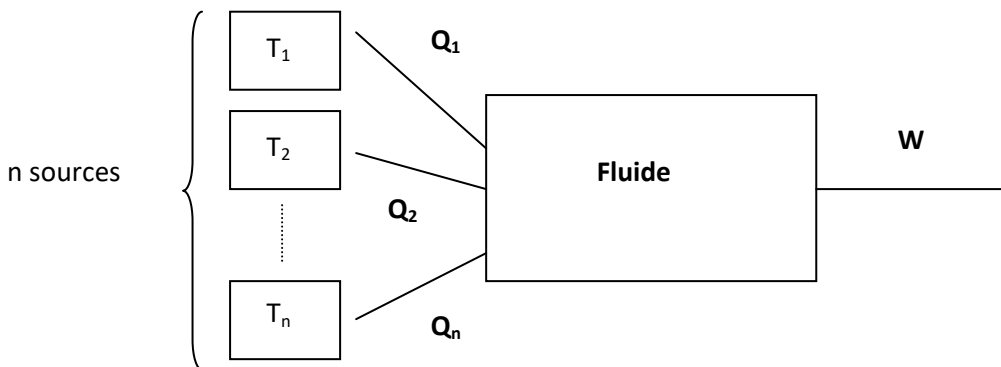 T₁
Q₁
T₂
n sources
Fluide
W
Q₂
Tₙ
Qₙ